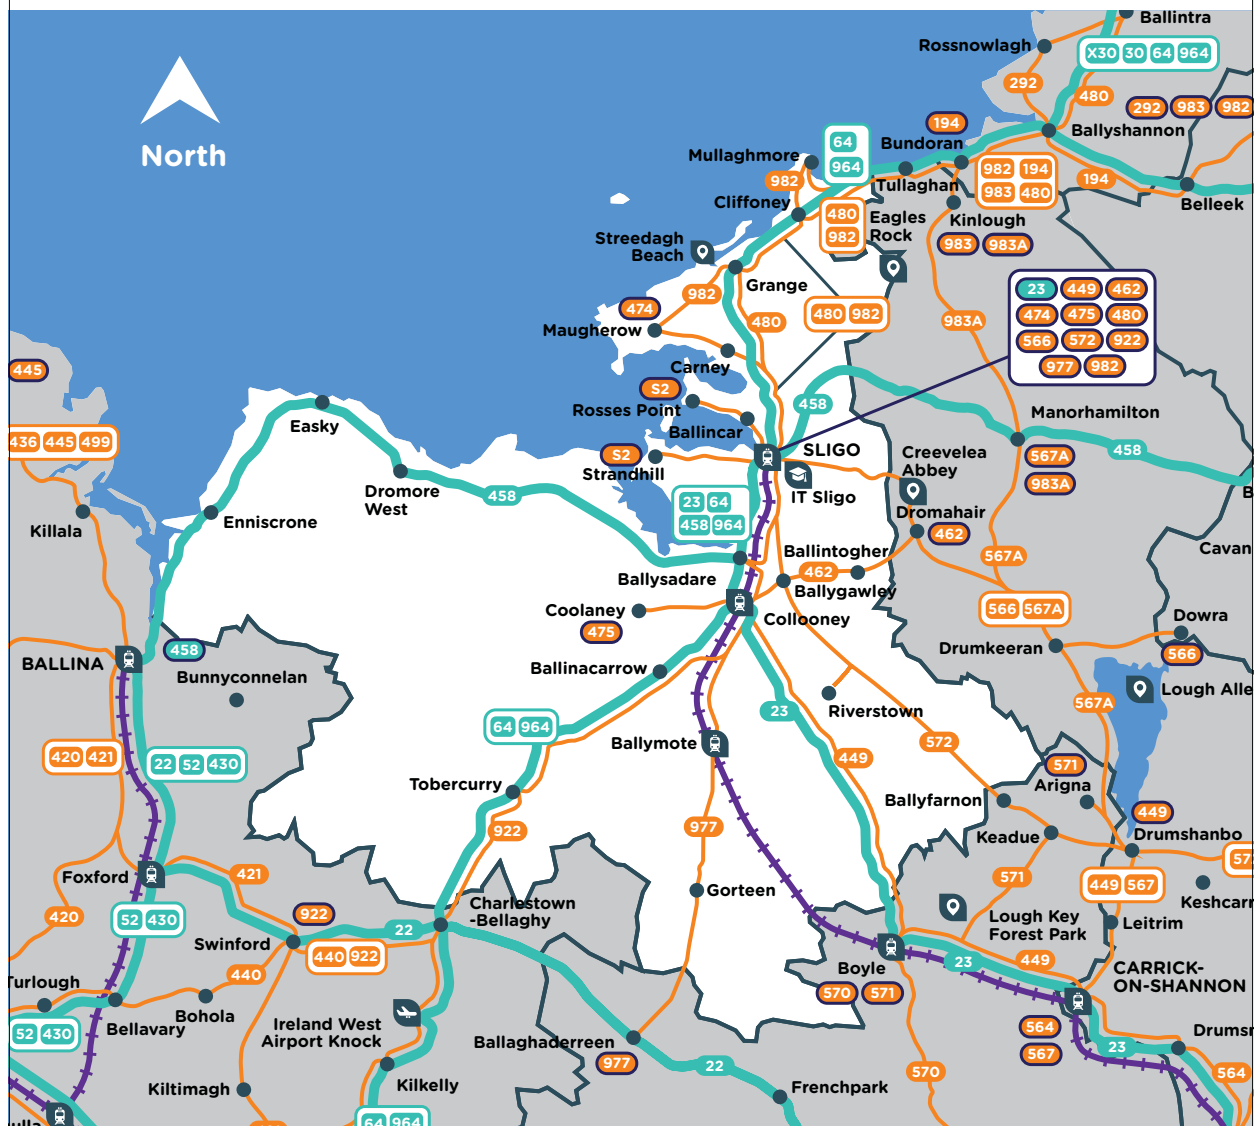 Ballintra
Rossnowlagh
X30 30 64 964
292
480
292 983 982
194
Ballyshannon
64
964
Bundoran
Mullaghmore
982
Tullaghan
982 194
983 480
194
Cliffoney
Belleek
480
982
Eagles
Rock
Kinlough
983 983A
North
Streedagh
Beach
Grange
982
474
480
480 982
983A
23 449 462
474 475 480
566 572 922
977 982
Maugherow
Carney
445
S2
Rosses Point
Ballincar
458
Manorhamilton
458
Easky
436 445 499
SLIGO
Creevelea
Abbey
567A
983A
S2
Strandhill
IT Sligo
Dromore
West
458
23 64
458 964
Dromahair
462
Enniscrone
Killala
Cavan
Ballintogher
462
Ballygawley
567A
Ballysadare
Coolaney
475
Collooney
566 567A
Dowra
566
Drumkeeran
458
BALLINA
Bunnyconnelan
Ballinacarrow
Lough Alle
567A
23
Riverstown
64 964
Ballymote
572
420 421
22 52 430
449
571
Arigna
Tobercurry
Ballyfarnon
449
922
977
Keadue
Drumshanbo
Foxford
421
571
449 567
Keshcarr
Gorteen
420
52 430
922
Charlestown
-Bellaghy
Lough Key
Forest Park
Leitrim
Swinford
22
440 922
23
449
Boyle
570 571
CARRICK-
ON-SHANNON
440
Turlough
Bohola
Bellavary
52 430
Ireland West
Airport Knock
Ballaghaderreen
977
564
567
23
22
570
564
Kiltimagh
Kilkelly
Frenchpark
64 964